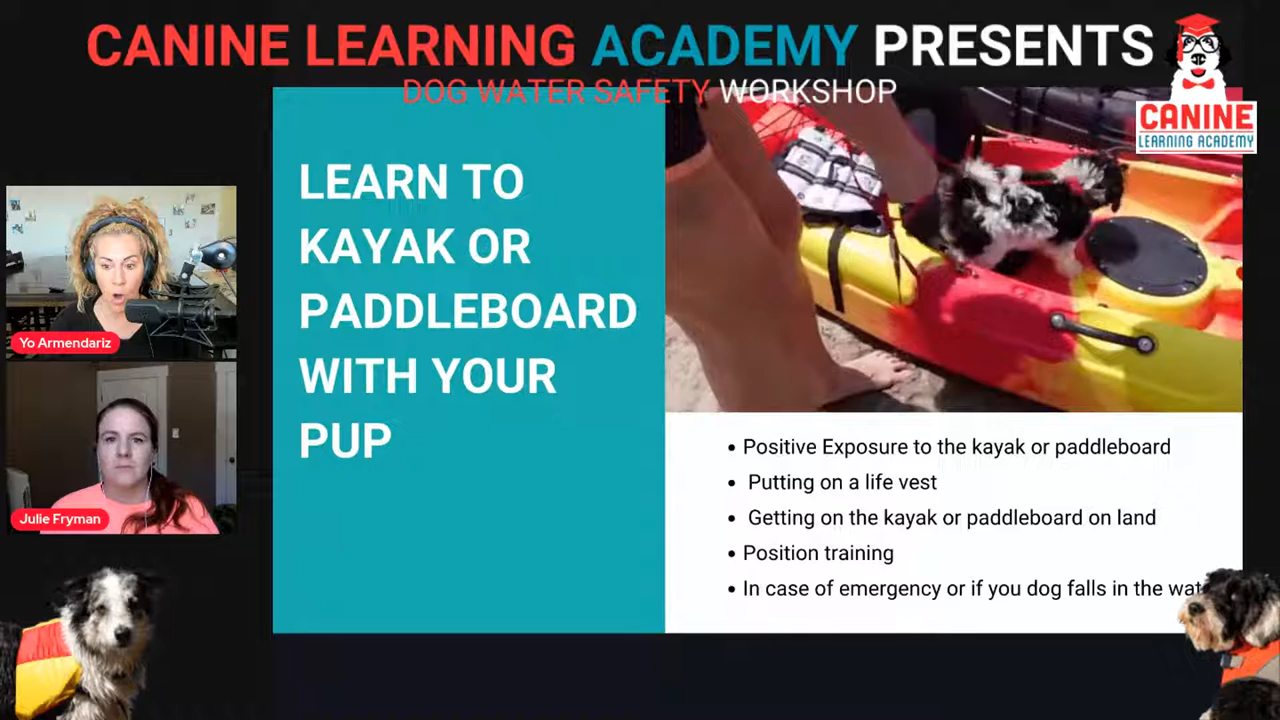 CANINE LEARNING ACADEMY PRESENTS
DOG WATER SAFETY WORKSHOP
CANINE
LEARNING ACADEMY
LEARN TO
KAYAK OR
PADDLEBOARD
WITH YOUR
PUP
Yo Armendariz
Julie Fryman
• Positive Exposure to the kayak or paddleboard
• Putting on a life vest
• Getting on the kayak or paddleboard on land
• Position training
• In case of emergency or if you dog falls in the wat